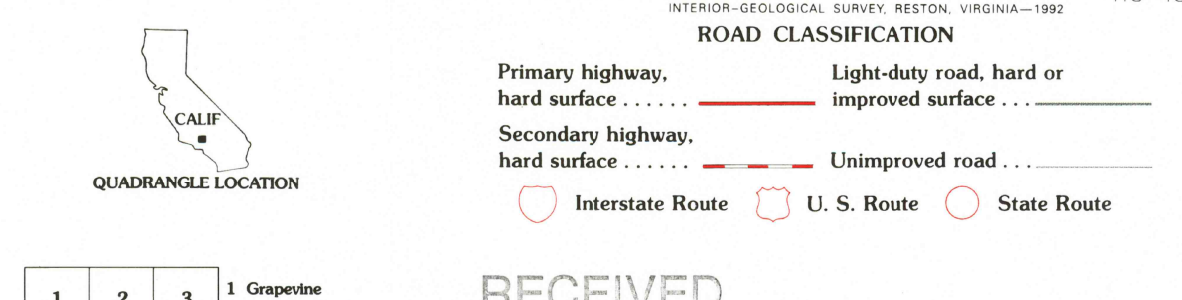 INTERIOR-GEOLOGICAL SURVEY, RESTON, VIRGINIA—1992
ROAD CLASSIFICATION
Primary highway,
hard surface ......
Light-duty road, hard or
improved surface ...
Secondary highway,
hard surface ......
Unimproved road ...
Interstate Route
U. S. Route
State Route
CALIF
QUADRANGLE LOCATION
1 2 3
1 Grapevine
RECEIVED